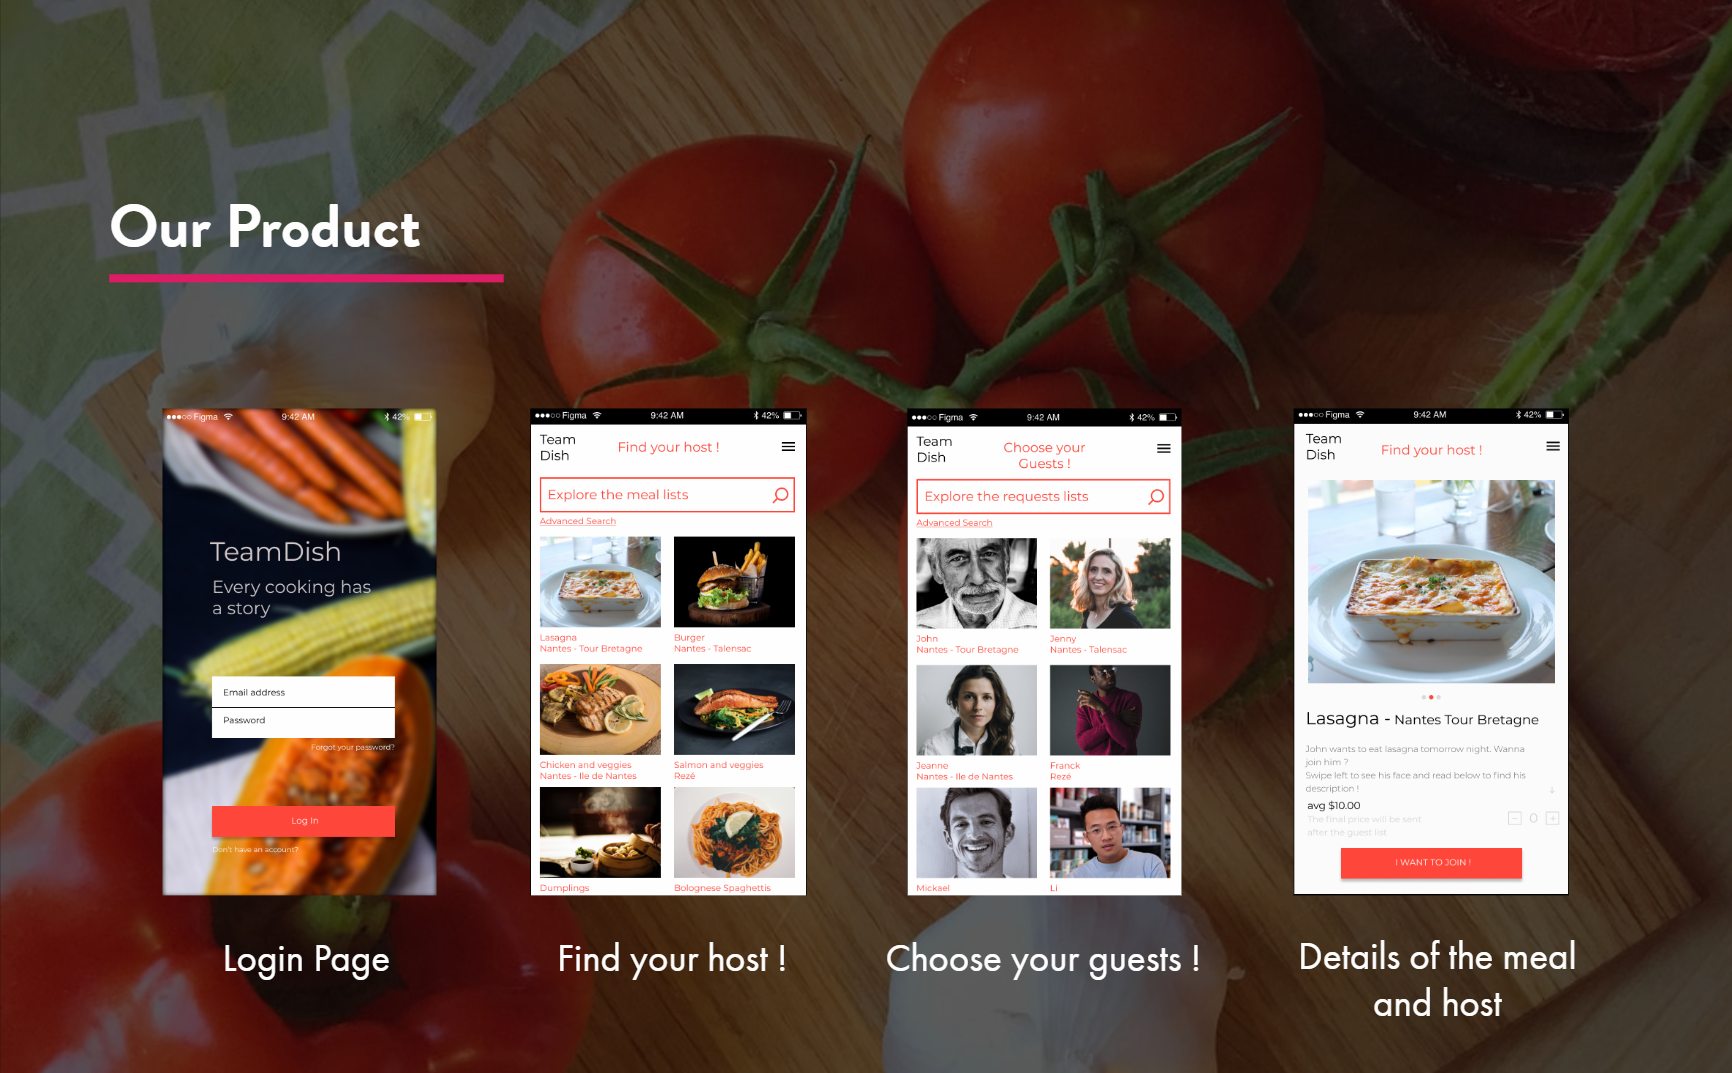 Our Product
Figma
9:42 AM
42%
TeamDish
Every cooking has
a story
Email address
Password
Forgot your password?
Log In
Don't have an account?
Login Page
Figma
9:42 AM
42%
Team
Dish
Find your host !
Explore the meal lists
Advanced Search
Lasagna
Nantes - Tour Bretagne
Burger
Nantes - Talensac
Chicken and veggies
Nantes - Ile de Nantes
Salmon and veggies
Rezé
Dumplings
Bolognese Spaghettis
Find your host !
Figma
9:42 AM
42%
Team
Dish
Choose your
Guests !
Explore the requests lists
Advanced Search
John
Nantes - Tour Bretagne
Jenny
Nantes - Talensac
Jeanne
Nantes - Ile de Nantes
Franck
Rezé
Mickael
Li
Choose your guests !
Figma
9:42 AM
42%
Team
Dish
Find your host !
Lasagna - Nantes Tour Bretagne
John wants to eat lasagna tomorrow night. Wanna
join him ?
Swipe left to see his face and read below to find his
description !
avg $10.00
The final price will be sent
after the guest list
0
I WANT TO JOIN !
Details of the meal
and host